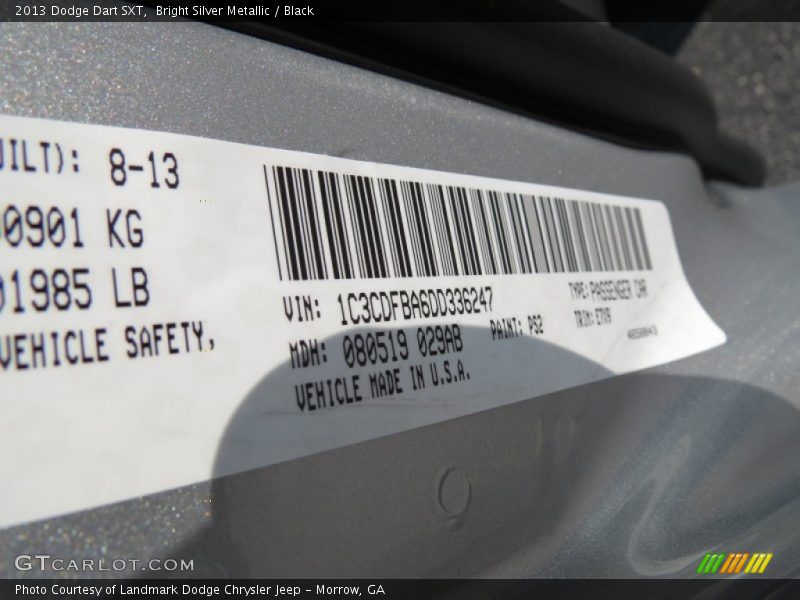 2013 Dodge Dart SXT,  Bright Silver Metallic / Black
UILT): 8-13
0901 KG
01985 LB
VEHICLE SAFETY,
VIN: 1C3CDFBA6DD336247
TYPE: PASSENGER CAR
MDH: 080519 029AB
PAINT: PS2
TRIM:
VEHICLE MADE IN U.S.A.
GTCARLOT.COM
Photo Courtesy of Landmark Dodge Chrysler Jeep - Morrow, GA